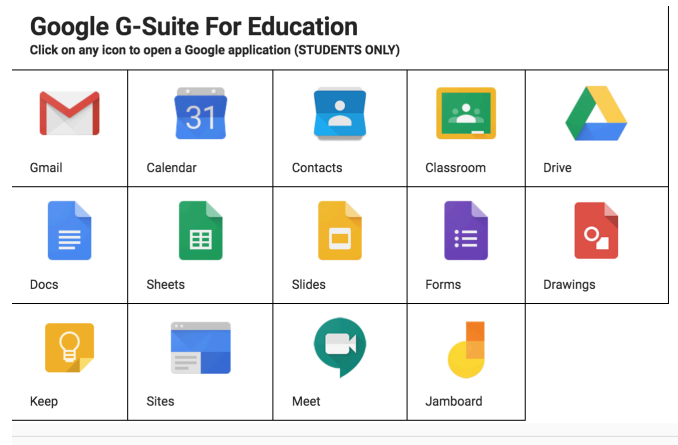 Google G-Suite For Education
Click on any icon to open a Google application (STUDENTS ONLY)
31
Gmail
Calendar
Contacts
Classroom
Drive
Docs
Sheets
Slides
Forms
Drawings
Keep
Sites
Meet
Jamboard